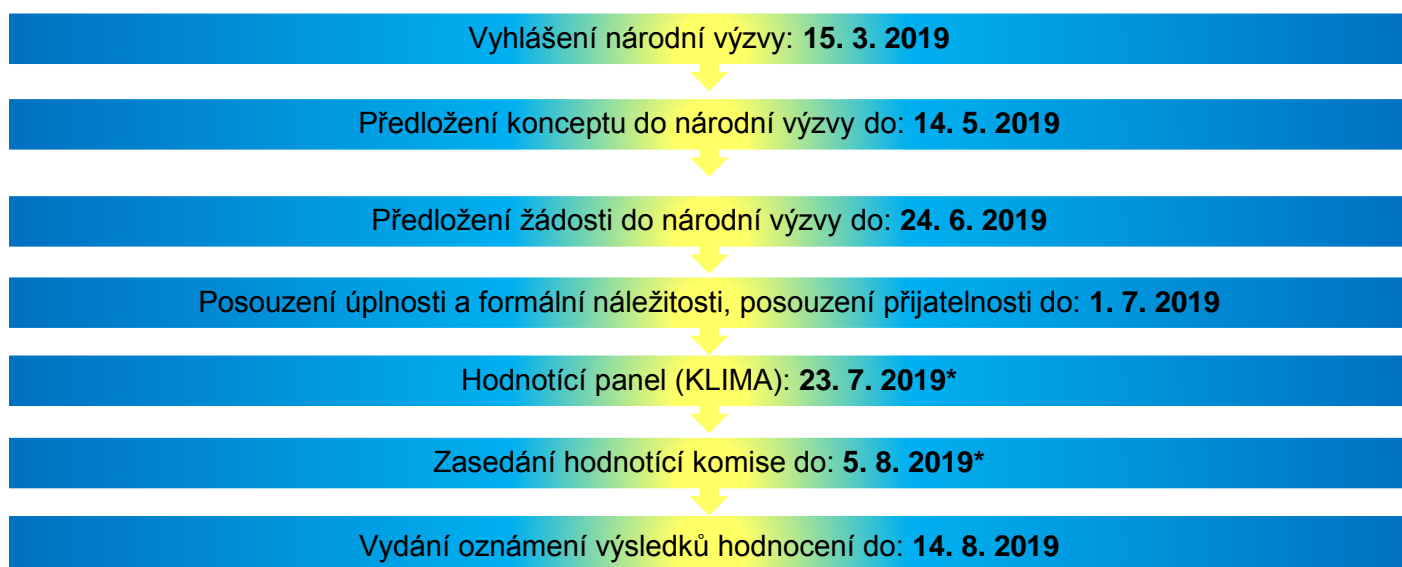 Vyhlášení národní výzvy: 15. 3. 2019
Předložení konceptu do národní výzvy do: 14. 5. 2019
Předložení žádosti do národní výzvy do: 24. 6. 2019
Posouzení úplnosti a formální náležitosti, posouzení přijatelnosti do: 1. 7. 2019
Hodnotící panel (KLIMA): 23. 7. 2019*
Zasedání hodnotící komise do: 5. 8. 2019*
Vydání oznámení výsledků hodnocení do: 14. 8. 2019